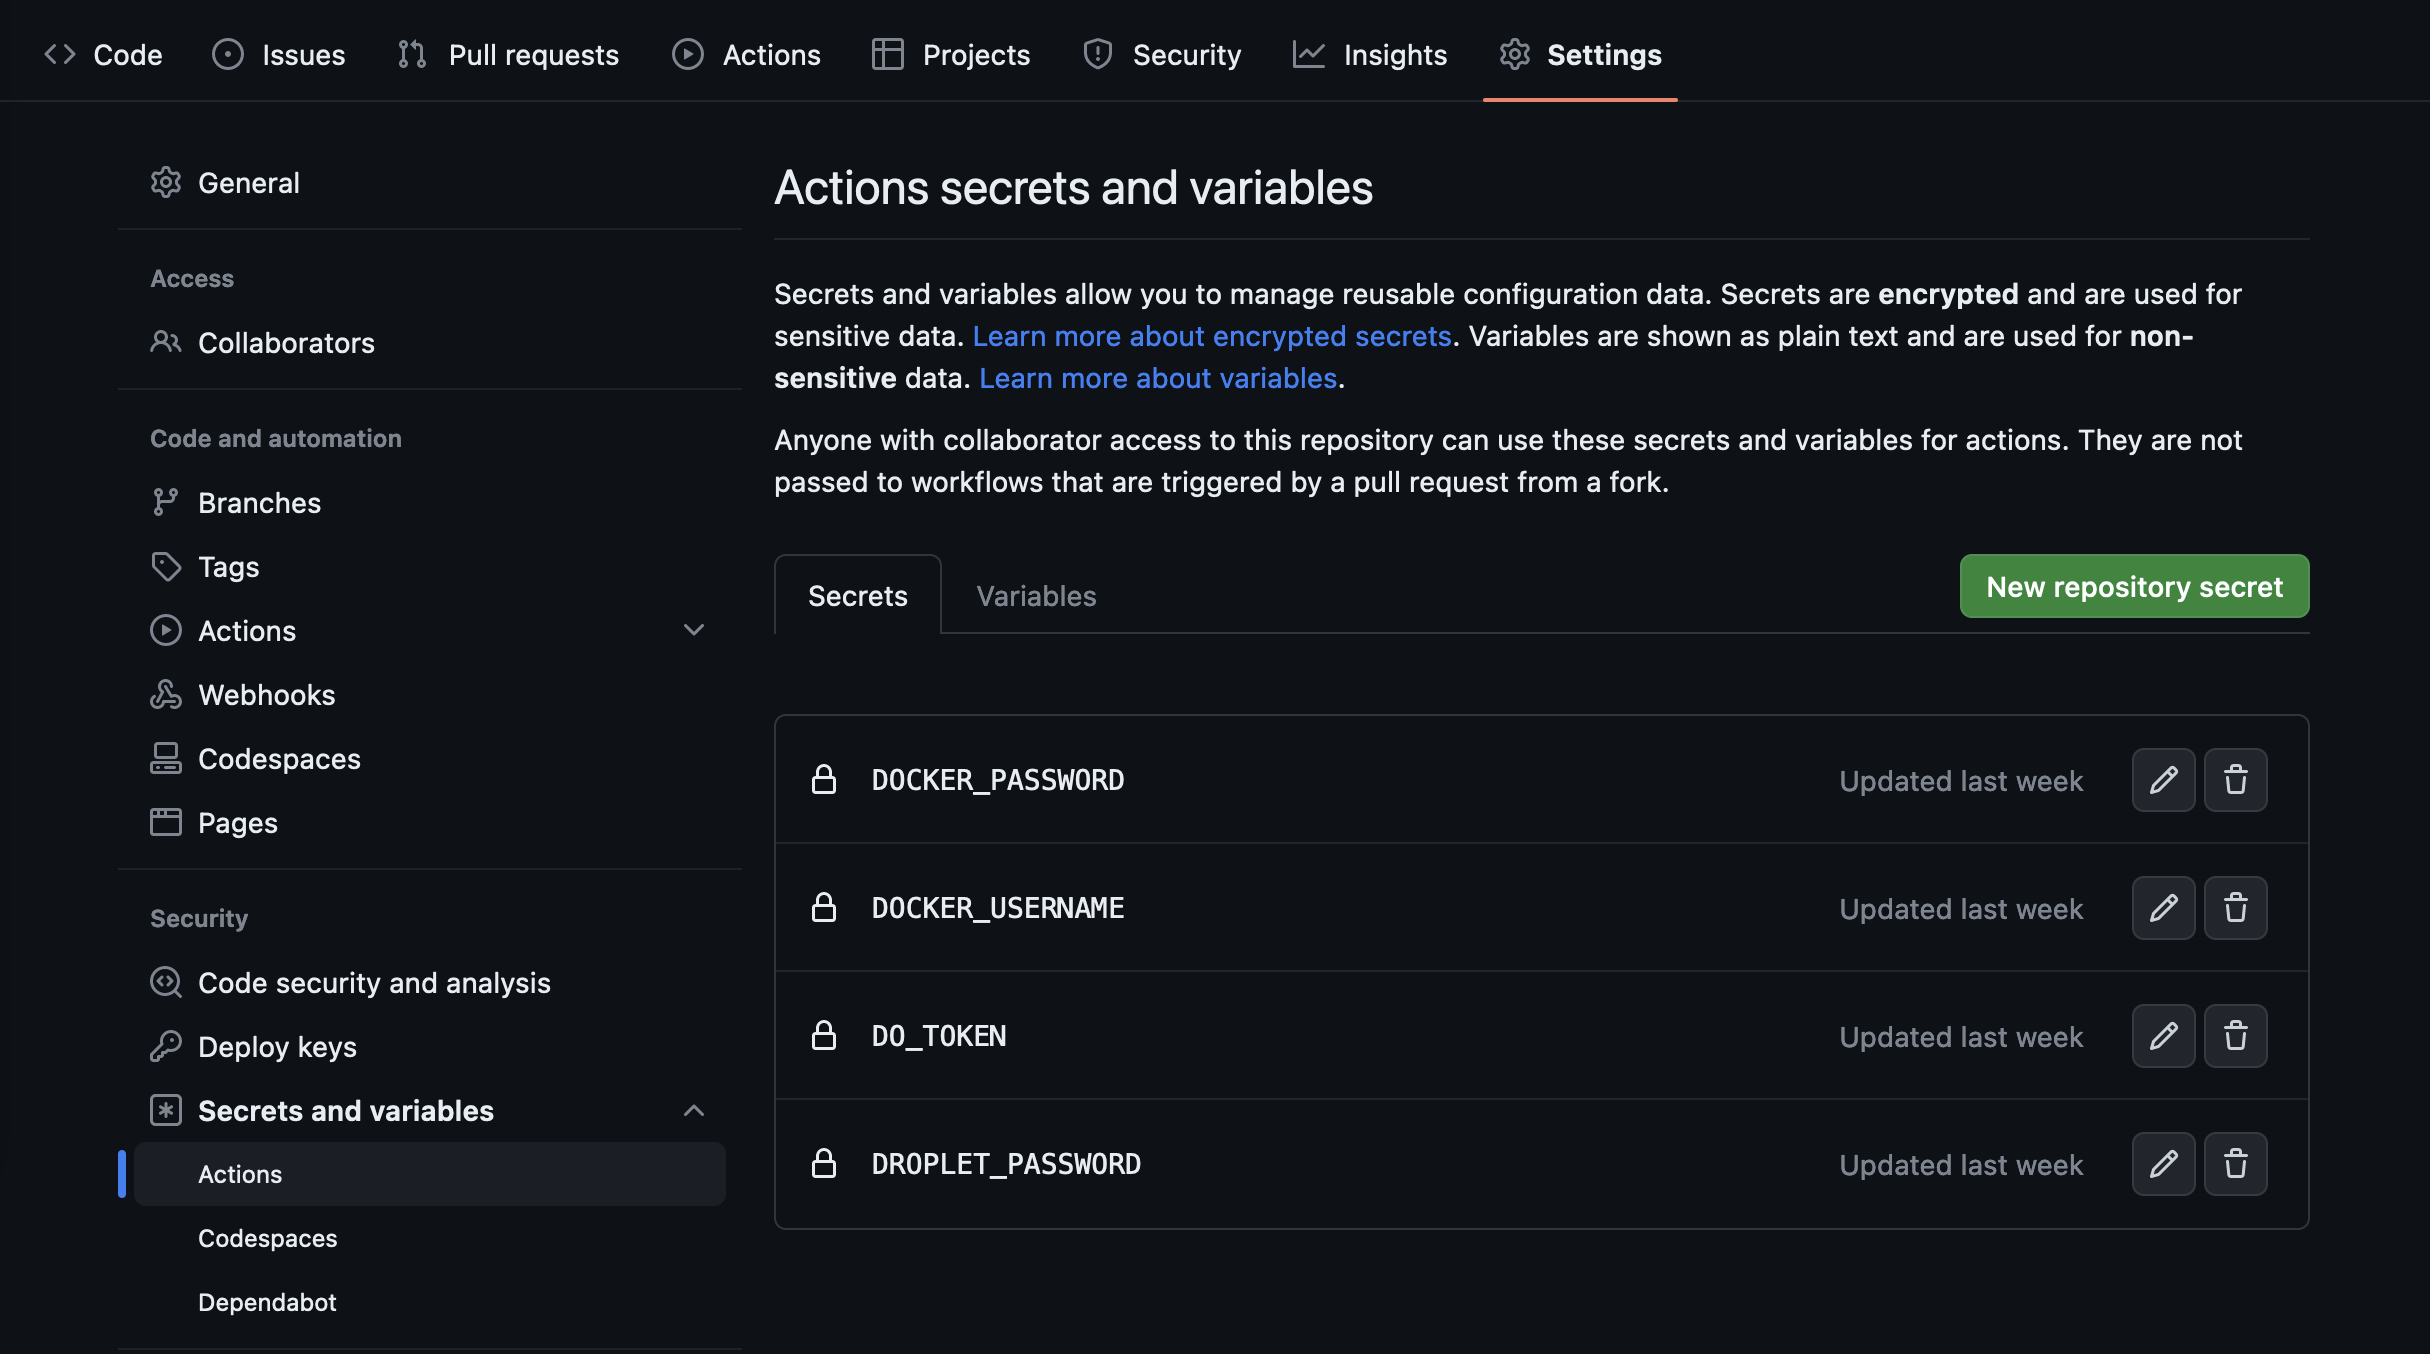 Code
Issues
Pull requests
Actions
Projects
Security
Insights
Settings
General
Access
Collaborators
Code and automation
Branches
Tags
Actions
Webhooks
Codespaces
Pages
Security
Code security and analysis
Deploy keys
Secrets and variables
Actions
Codespaces
Dependabot
Actions secrets and variables
Secrets and variables allow you to manage reusable configuration data. Secrets are encrypted and are used for
sensitive data. Learn more about encrypted secrets. Variables are shown as plain text and are used for non-
sensitive data. Learn more about variables.
Anyone with collaborator access to this repository can use these secrets and variables for actions. They are not
passed to workflows that are triggered by a pull request from a fork.
Secrets
Variables
New repository secret
DOCKER_PASSWORD
Updated last week
DOCKER_USERNAME
Updated last week
DO_TOKEN
Updated last week
DROPLET_PASSWORD
Updated last week